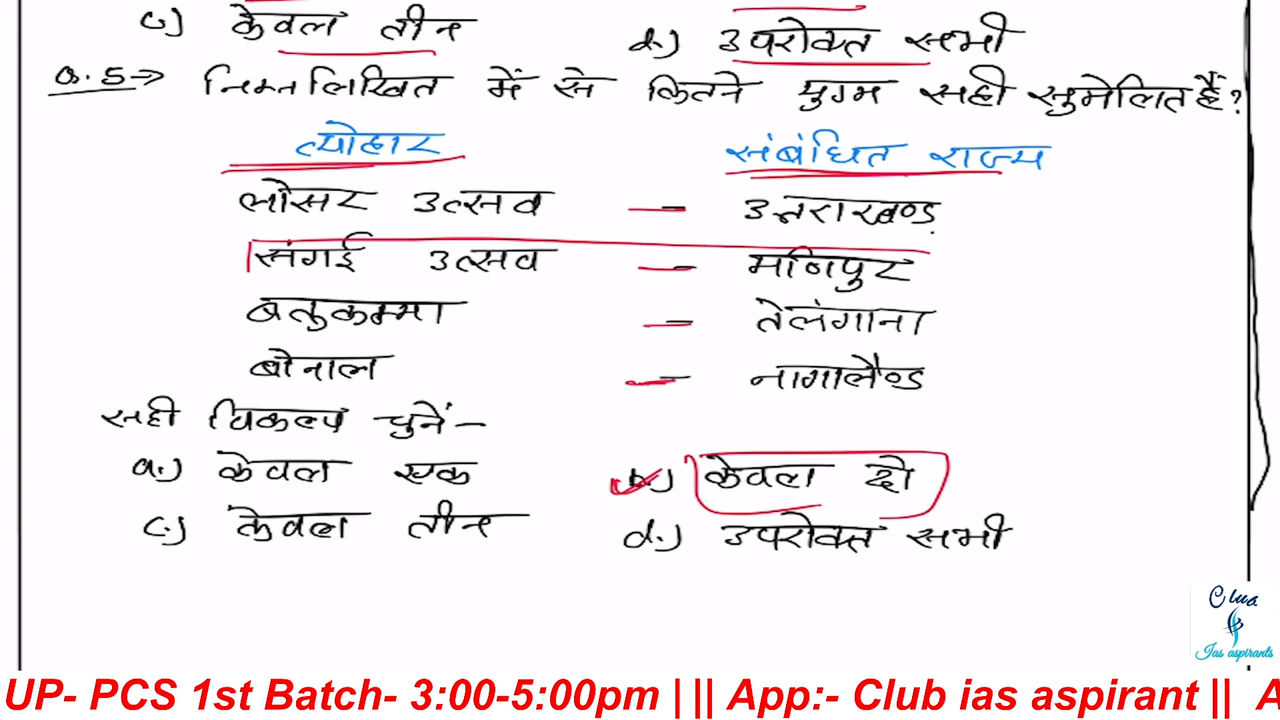 c.) केवल तीन d.) उपरोक्त सभी
Q.5⇒ निम्नलिखित में से कितने युग्म सही सुमेलित हैं?
त्योहार संबंधित राज्य
लोसर उत्सव - उत्तराखण्ड
संगई उत्सव - मणिपुर
बतुकम्मा - तेलंगाना
बोनाल - नागालैण्ड
सही विकल्प चुनें-
a.) केवल एक b.) केवल दो
c.) केवल तीन d.) उपरोक्त सभी
Club
Ias aspirants
UP- PCS 1st Batch- 3:00-5:00pm | || App:- Club ias aspirant || A